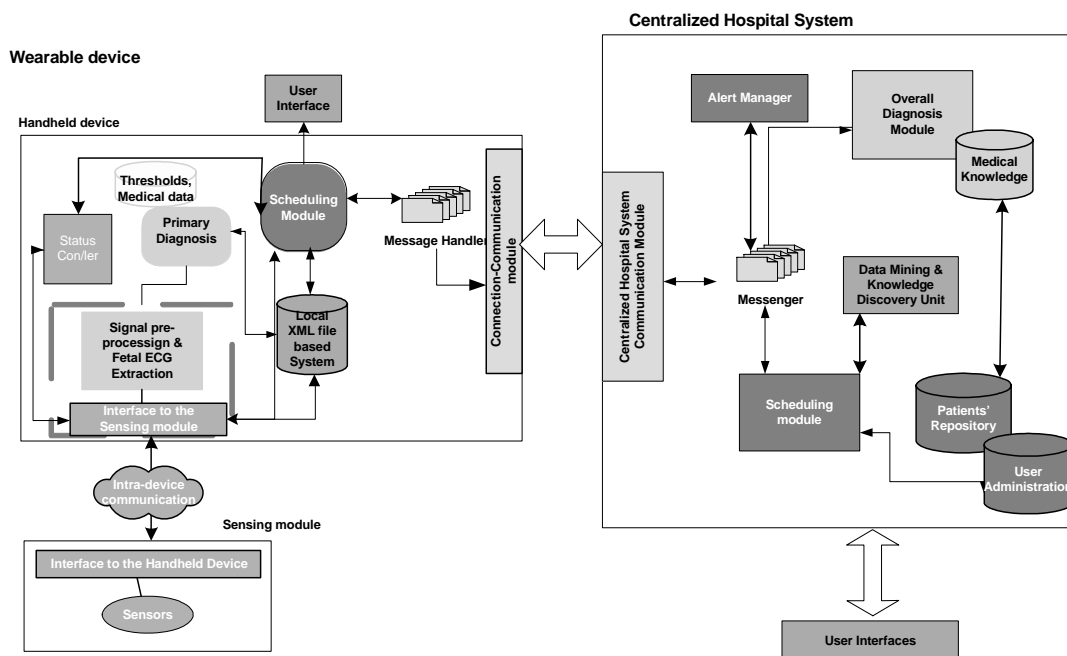 Centralized Hospital System
Wearable device
User
Interface
Handheld device
Thresholds,
Medical data
Scheduling
Module
Primary
Diagnosis
Status
Con/ler
Message Handler
Connection-Communication
module
Signal pre-
processign &
Fetal ECG
Extraction
Local
XML file
based
System
Interface to the
Sensing module
Intra-device
communication
Sensing module
Interface to the Handheld Device
Sensors
Centralized Hospital System
Communication Module
Alert Manager
Overall
Diagnosis
Module
Medical
Knowledge
Messenger
Data Mining &
Knowledge
Discovery Unit
Scheduling
module
Patients'
Repository
User
Administration
User Interfaces